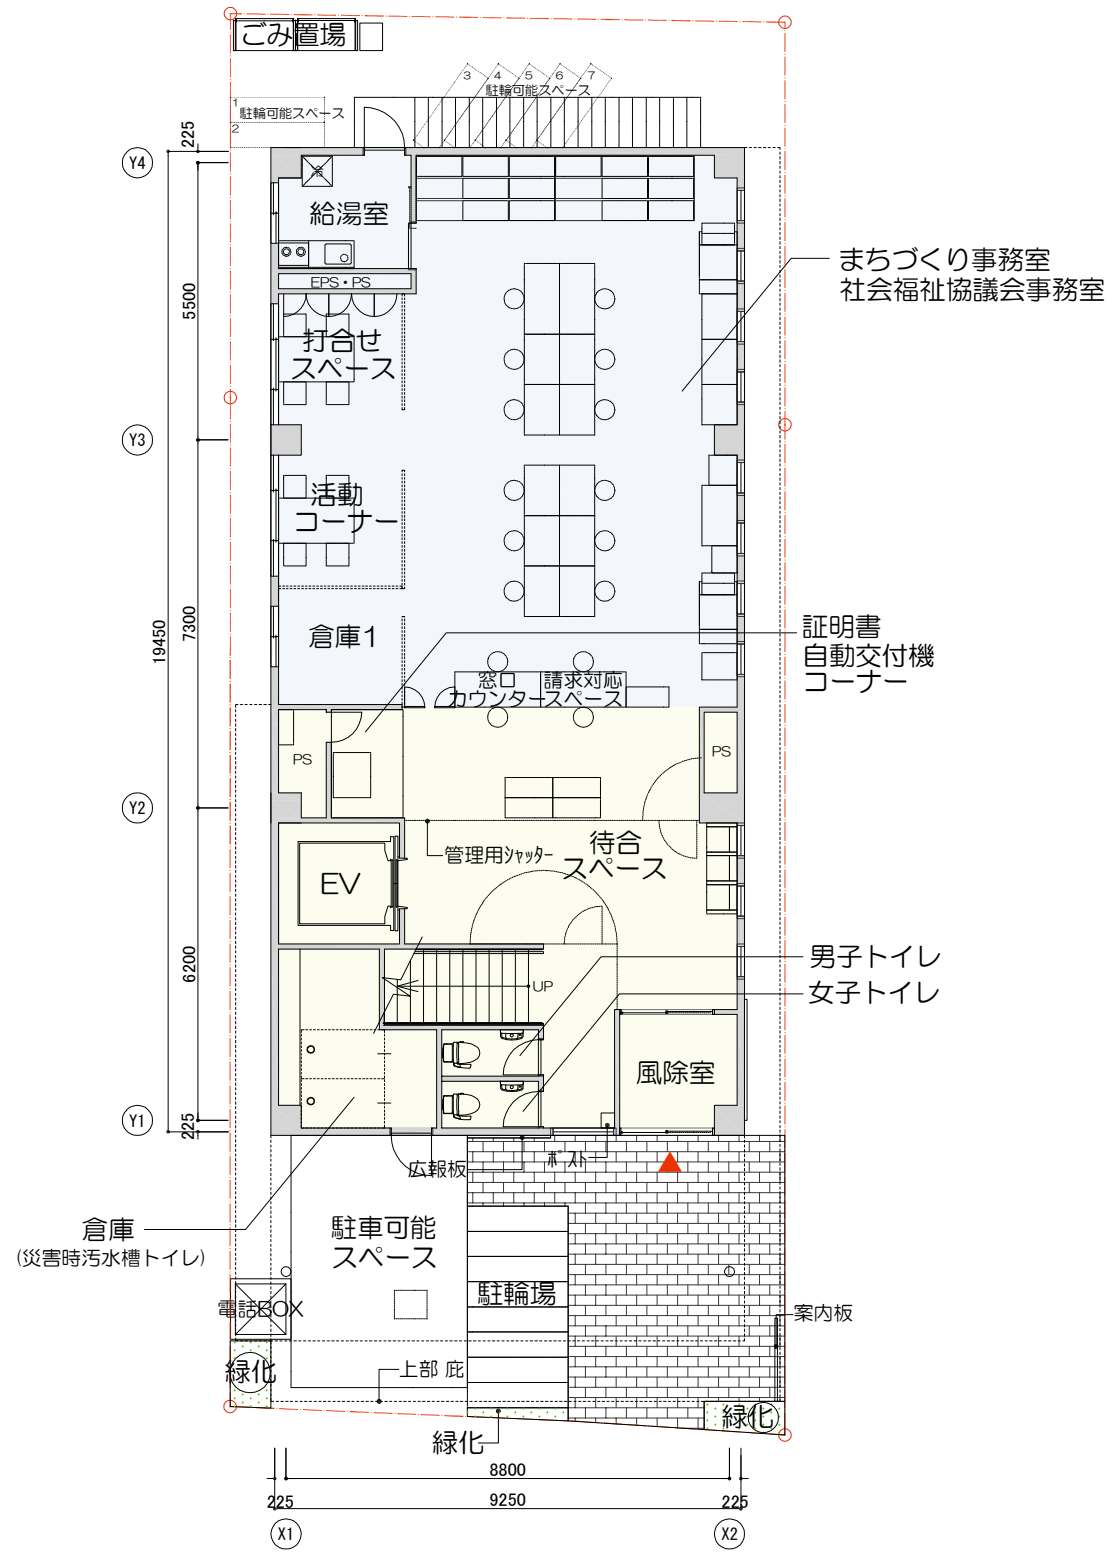 ごみ置場
1
駐輪可能スペース
2
3
4
5
6
7
駐輪可能スペース
225
Y4
冷
給湯室
EPS・PS
まちづくり事務室
社会福祉協議会事務室
5500
打合せ
スペース
Y3
活動
コーナー
19450
7300
倉庫1
証明書
自動交付機
コーナー
窓口
カウンター
請求対応
スペース
PS
PS
Y2
管理用シャッター
待合
スペース
EV
6200
UP
男子トイレ
女子トイレ
風除室
Y1
225
広報板
ポスト
倉庫
(災害時汚水槽トイレ)
駐車可能
スペース
駐輪場
電話BOX
案内板
緑化
上部 庇
緑化
緑化
8800
225
9250
225
X1
X2